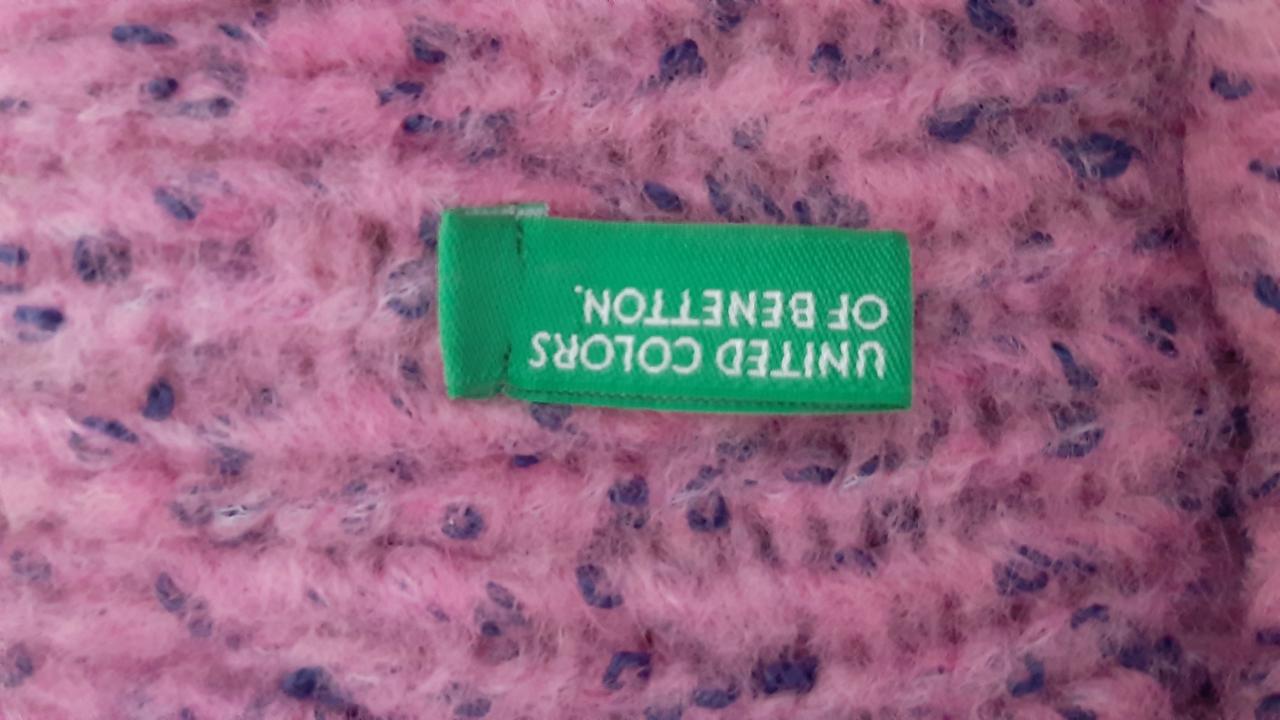 UNITED COLORS
OF BENETTON.